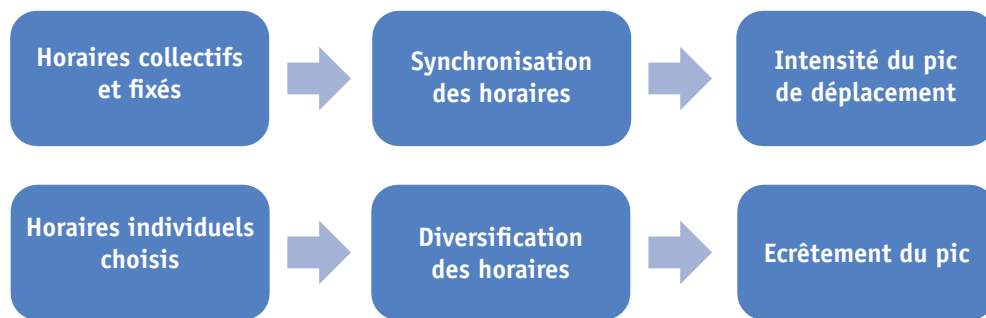 Horaires collectifs
et fixés
Synchronisation
des horaires
Intensité du pic
de déplacement
Horaires individuels
choisis
Diversification
des horaires
Ecrêtement du pic